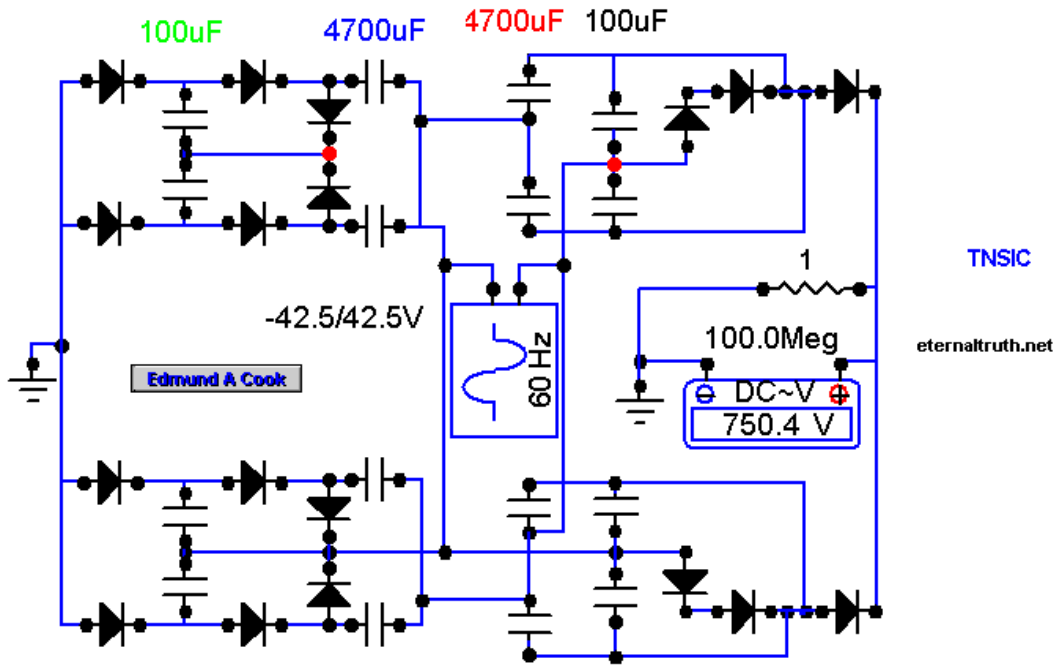 100uF 4700uF 4700uF 100uF
1
TNSIC
-42.5/42.5V
60 Hz
100.0Meg
eternaltruth.net
Edmund A Cook
DC~V
750.4 V